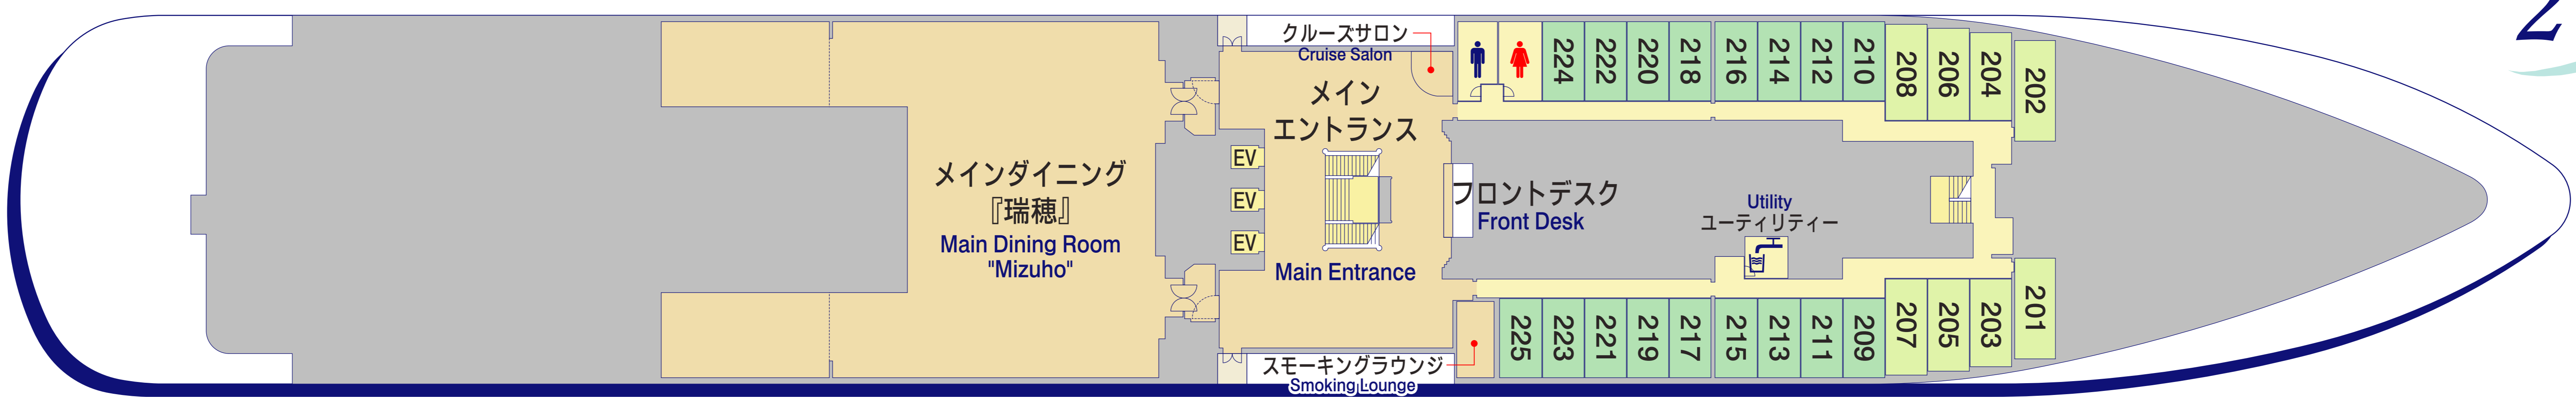 2
クルーズサロン
Cruise Salon
メイン
エントランス
EV
EV
EV
Main Entrance
メインダイニング
『瑞穂』
Main Dining Room
"Mizuho"
フロントデスク
Front Desk
Utility
ユーティリティー
スモーキングラウンジ
Smoking Lounge
224
222
220
218
216
214
212
210
208
206
204
202
225
223
221
219
217
215
213
211
209
207
205
203
201